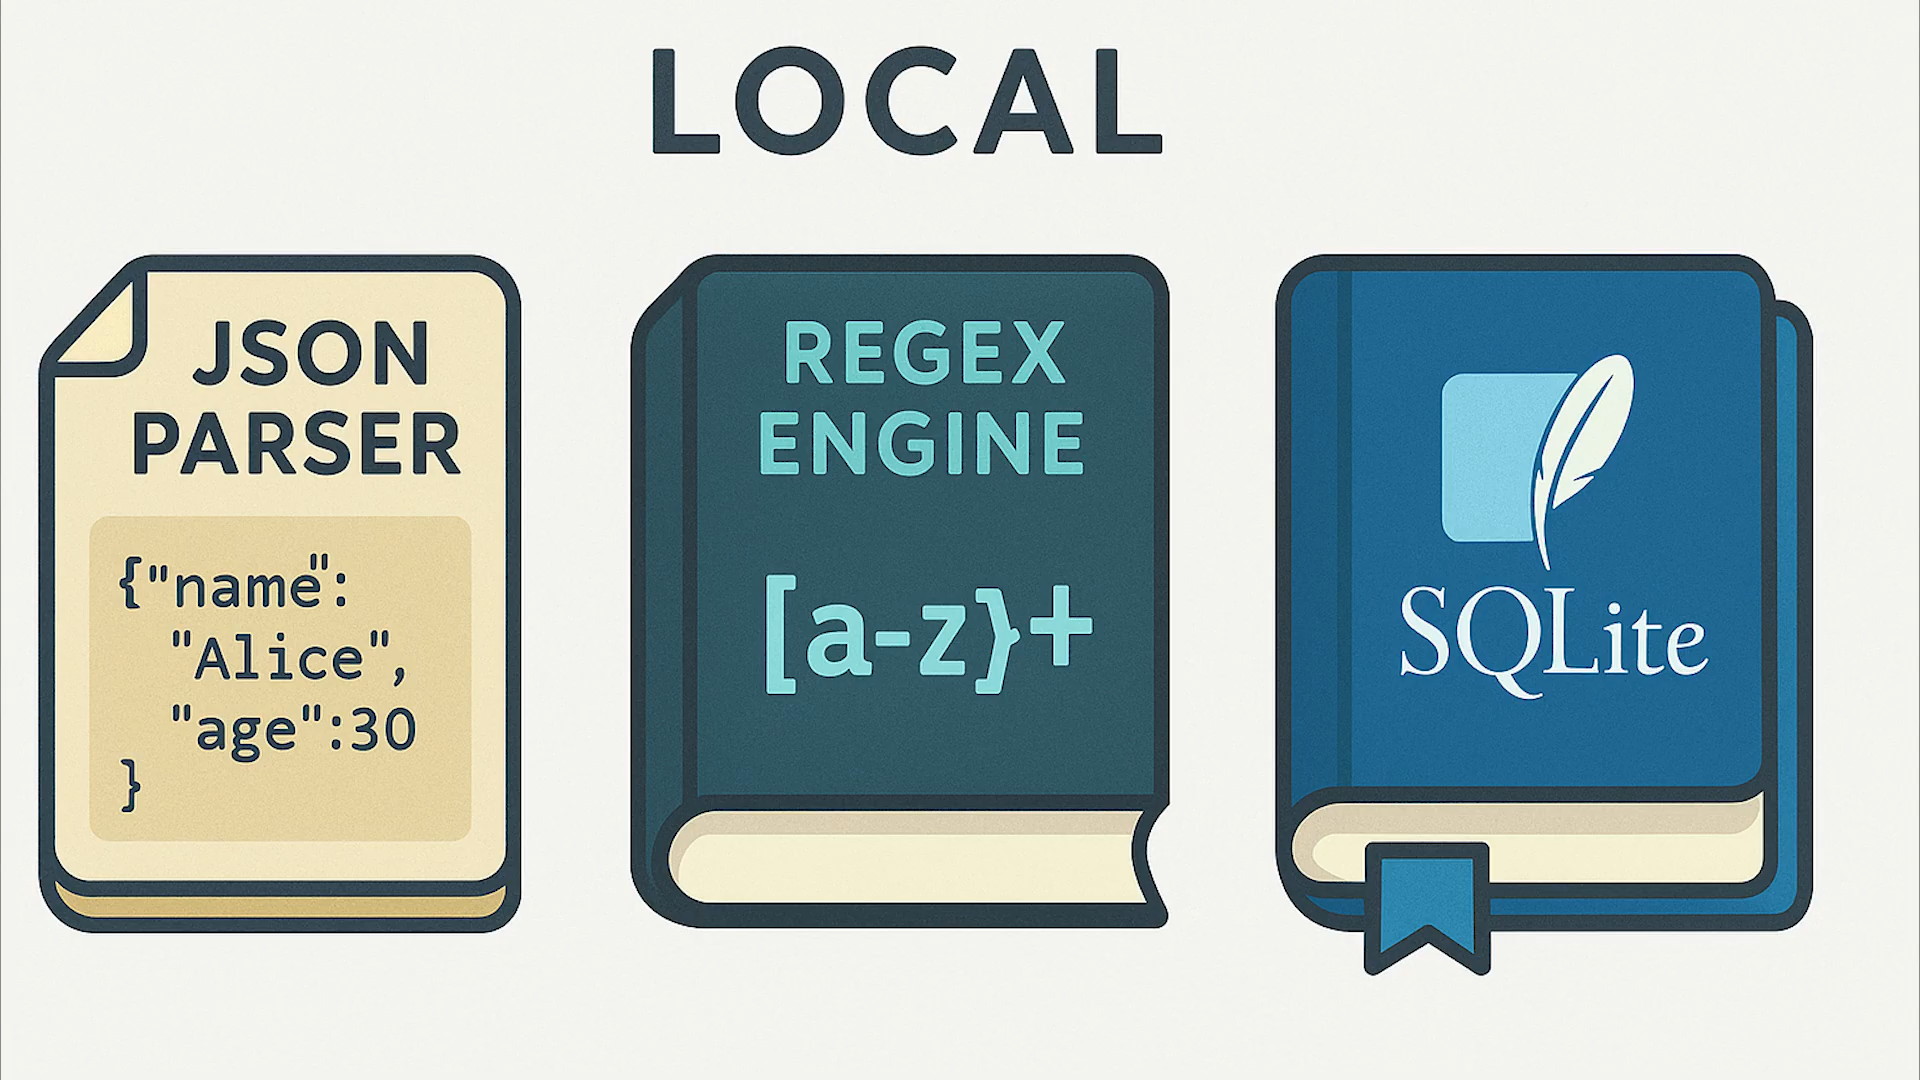 LOCAL
JSON
PARSER
{"name":
"Alice",
"age":30
}
REGEX
ENGINE
[a-z}+
SQLite